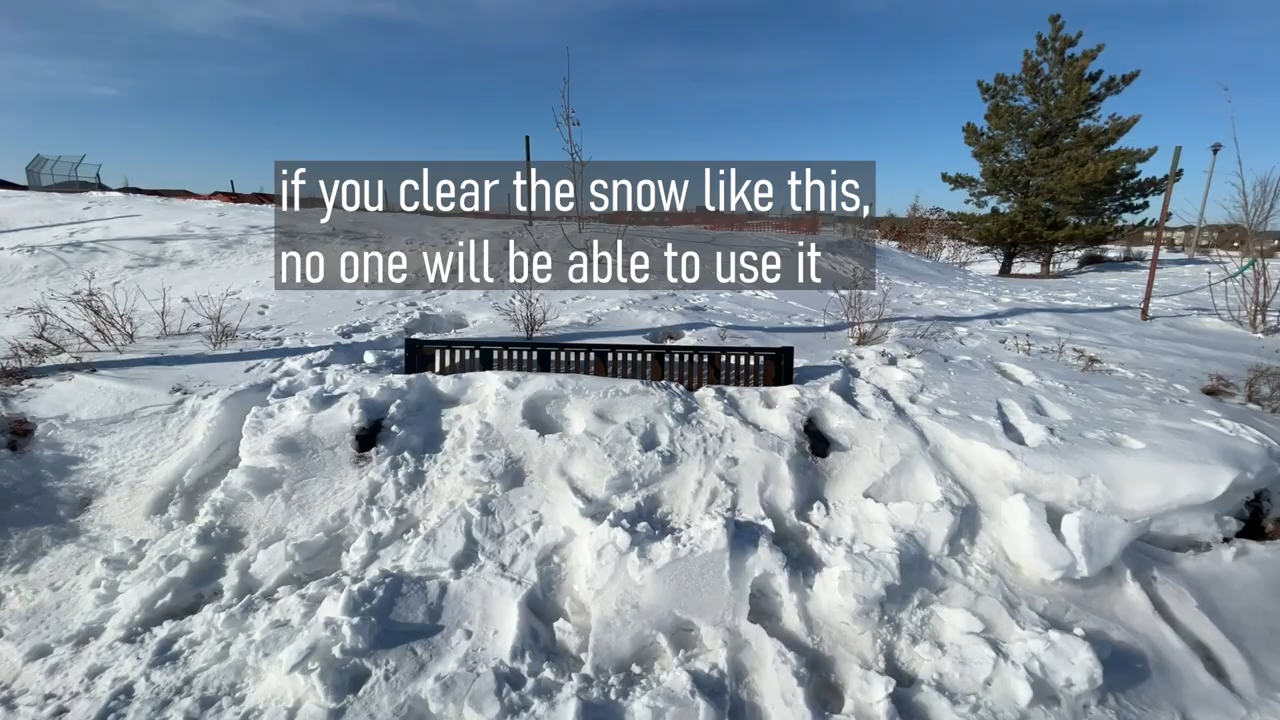 if you clear the snow like this,
no one will be able to use it